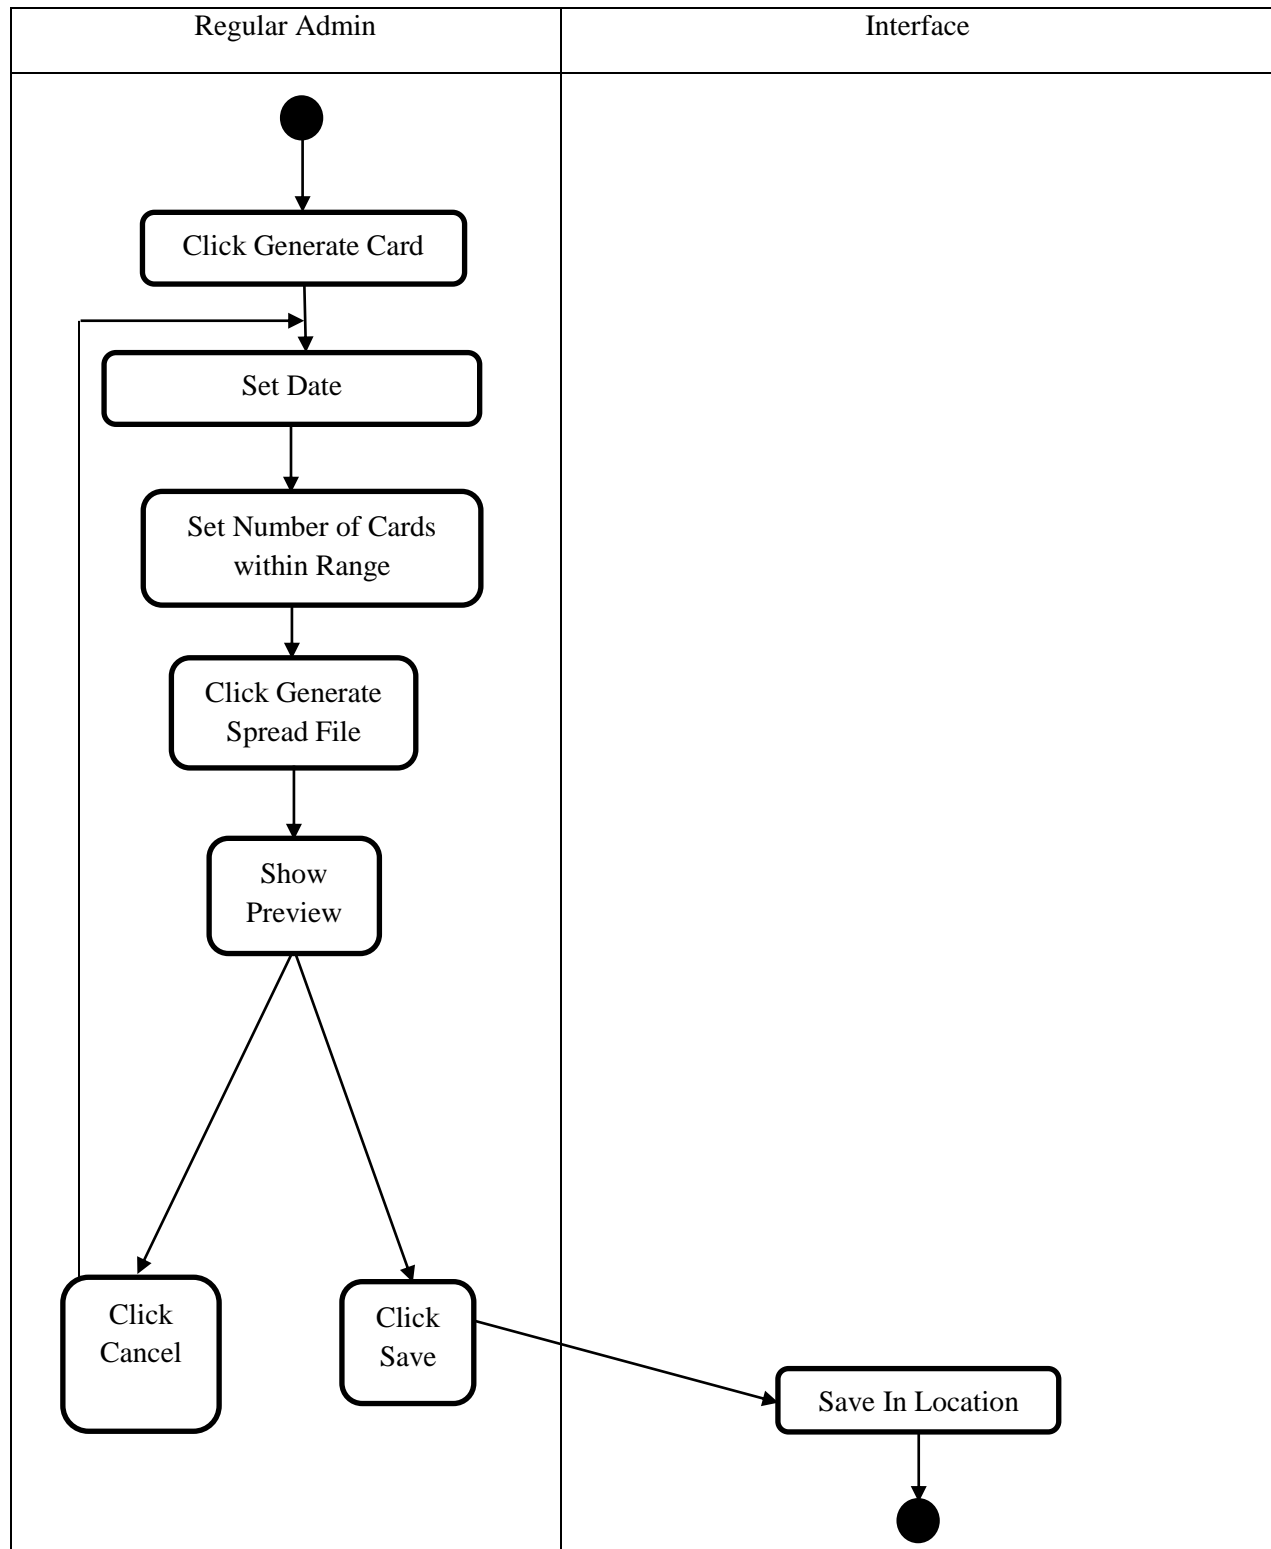 Regular Admin
Interface
Click Generate Card
Set Date
Set Number of Cards
within Range
Click Generate
Spread File
Show
Preview
Click
Cancel
Click
Save
Save In Location